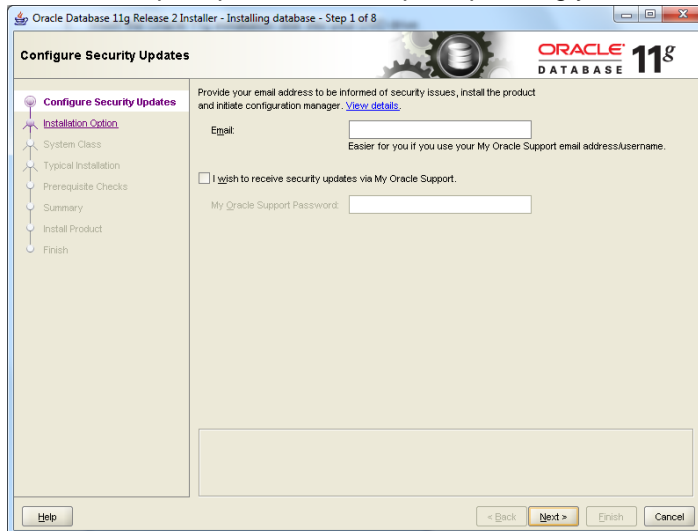 Oracle Database 11g Release 2 Installer - Installing database - Step 1 of 8
Configure Security Updates
ORACLE
DATABASE
11g
Configure Security Updates
Installation Option
System Class
Typical Installation
Prerequisite Checks
Summary
Install Product
Finish
Provide your email address to be informed of security issues, install the product
and initiate configuration manager. View details.
Email:
Easier for you if you use your My Oracle Support email address/username.
I wish to receive security updates via My Oracle Support.
My Oracle Support Password:
Help
< Back
Next >
Finish
Cancel